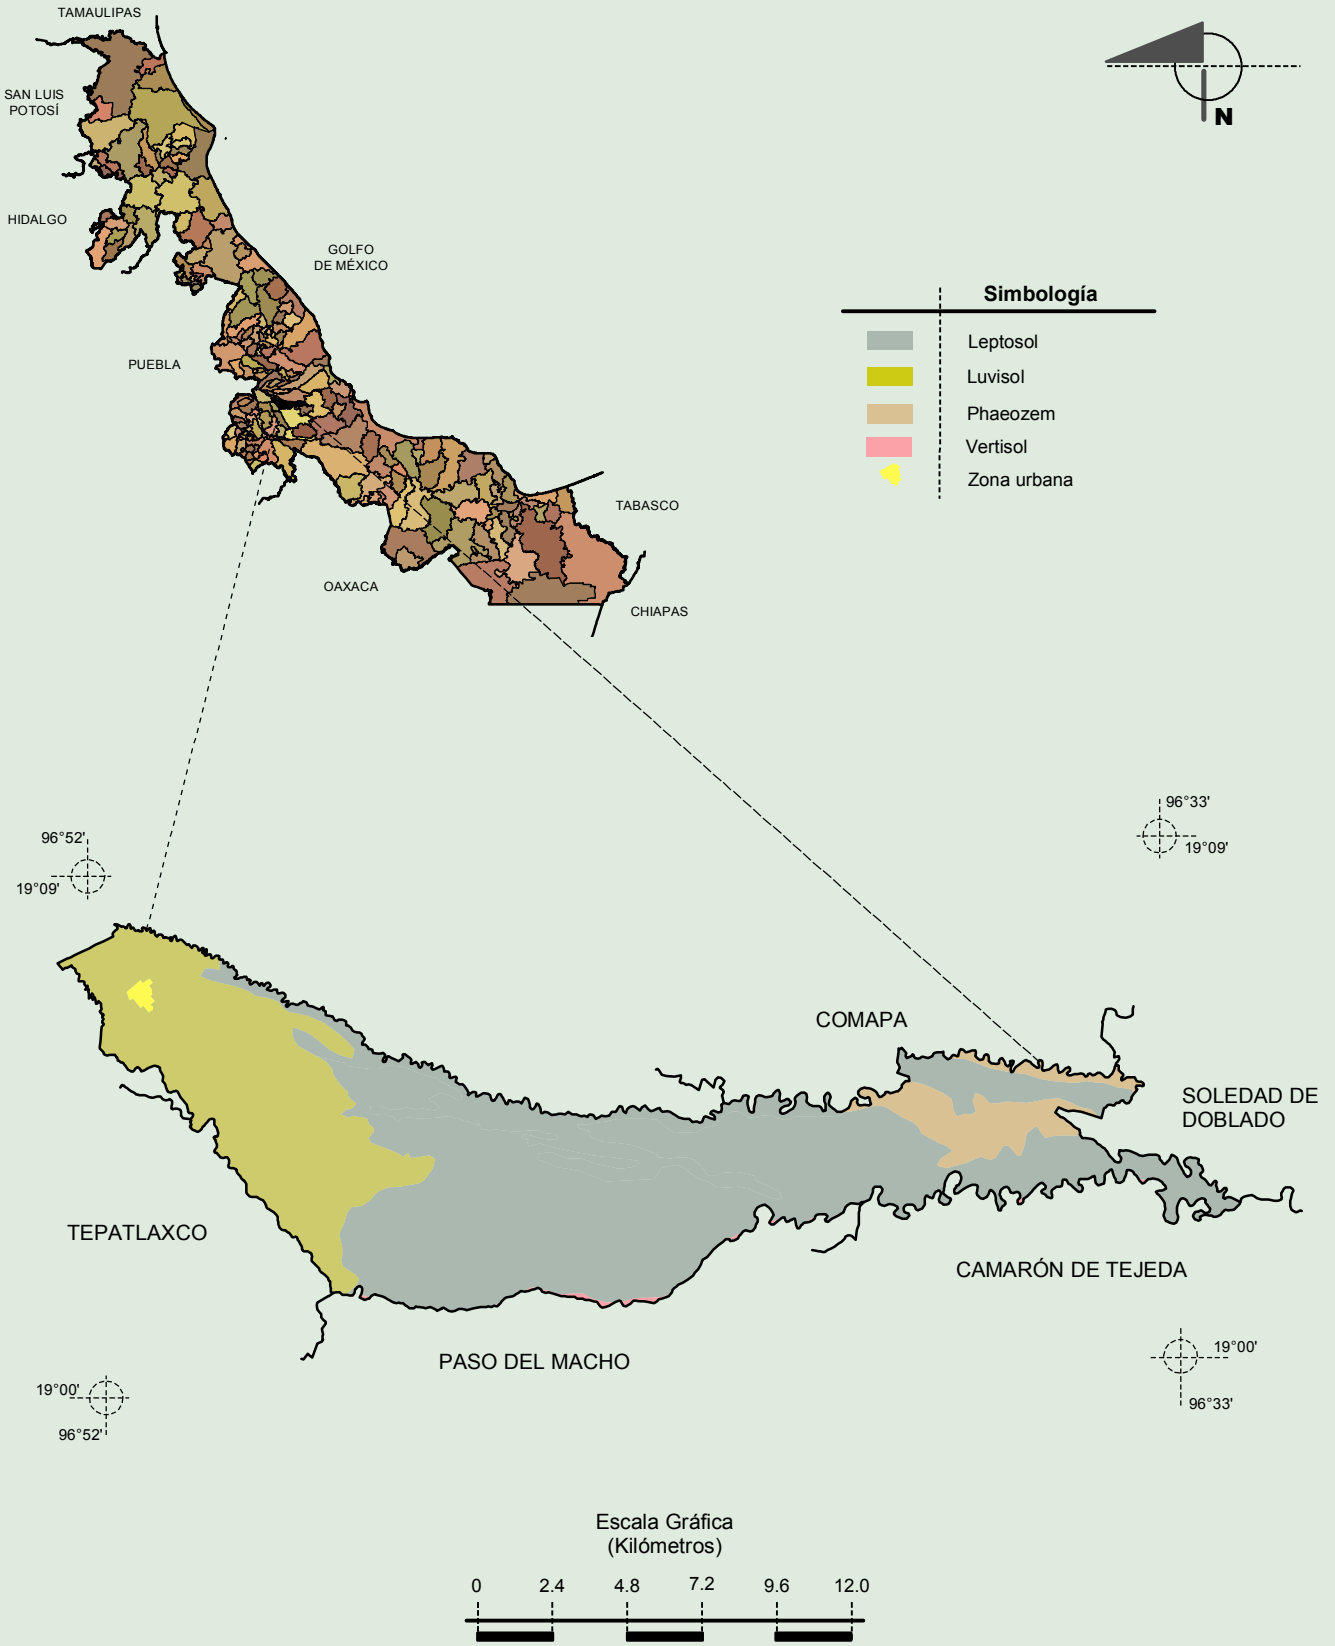 TAMAULIPAS
SAN LUIS
POTOSÍ
HIDALGO
GOLFO
DE MÉXICO
PUEBLA
TABASCO
OAXACA
CHIAPAS
N
Simbología
Leptosol
Luvisol
Phaeozem
Vertisol
Zona urbana
96°52'
19°09'
96°33'
19°09'
COMAPA
SOLEDAD DE
DOBLADO
TEPATLAXCO
CAMARÓN DE TEJEDA
PASO DEL MACHO
19°00'
96°52'
19°00'
96°33'
Escala Gráfica
(Kilómetros)
0 2.4 4.8 7.2 9.6 12.0